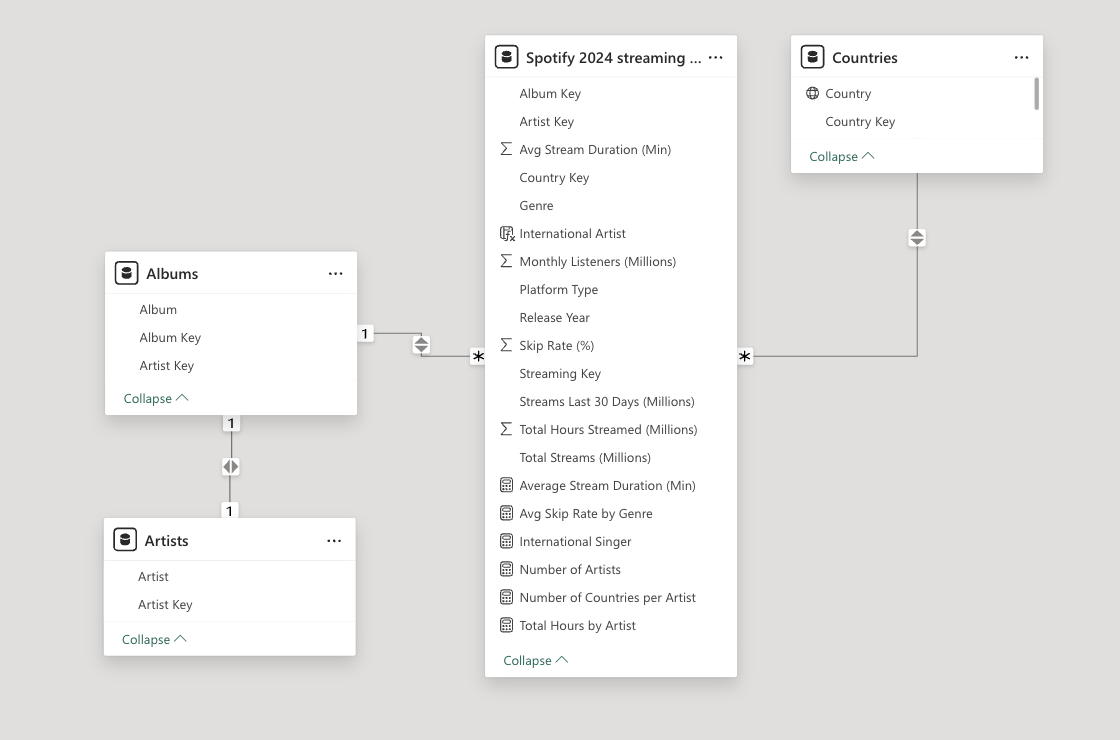 Spotify 2024 streaming ...
Album Key
Artist Key
Avg Stream Duration (Min)
Country Key
Genre
International Artist
Monthly Listeners (Millions)
Platform Type
Release Year
Skip Rate (%)
Streaming Key
Streams Last 30 Days (Millions)
Total Hours Streamed (Millions)
Total Streams (Millions)
Average Stream Duration (Min)
Avg Skip Rate by Genre
International Singer
Number of Artists
Number of Countries per Artist
Total Hours by Artist
Collapse
Countries
Country
Country Key
Collapse
Albums
Album
Album Key
Artist Key
Collapse
1
*
*
1
1
Artists
Artist
Artist Key
Collapse